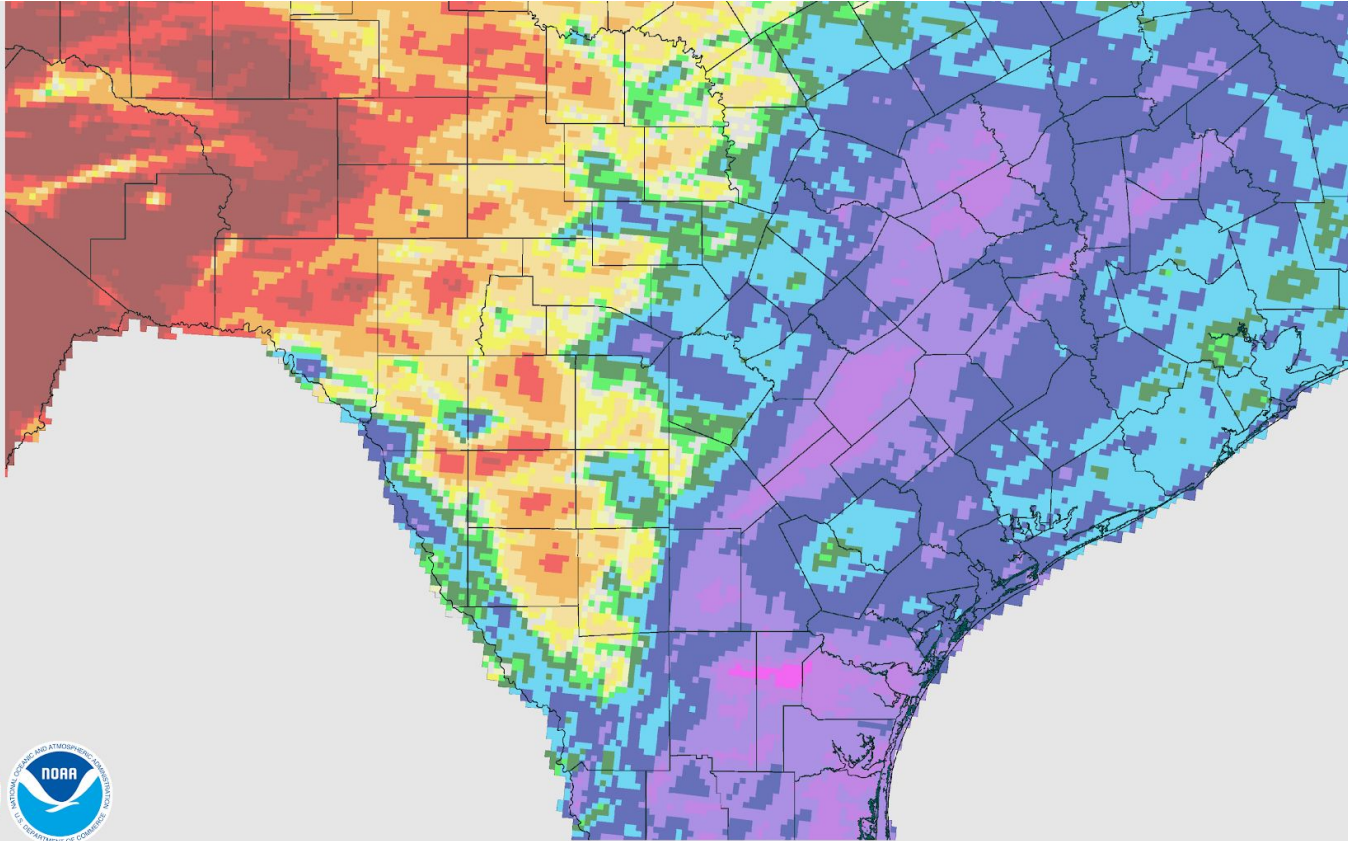 NATIONAL OCEANIC AND ATMOSPHERIC ADMINISTRATION
NOAA
U.S. DEPARTMENT OF COMMERCE